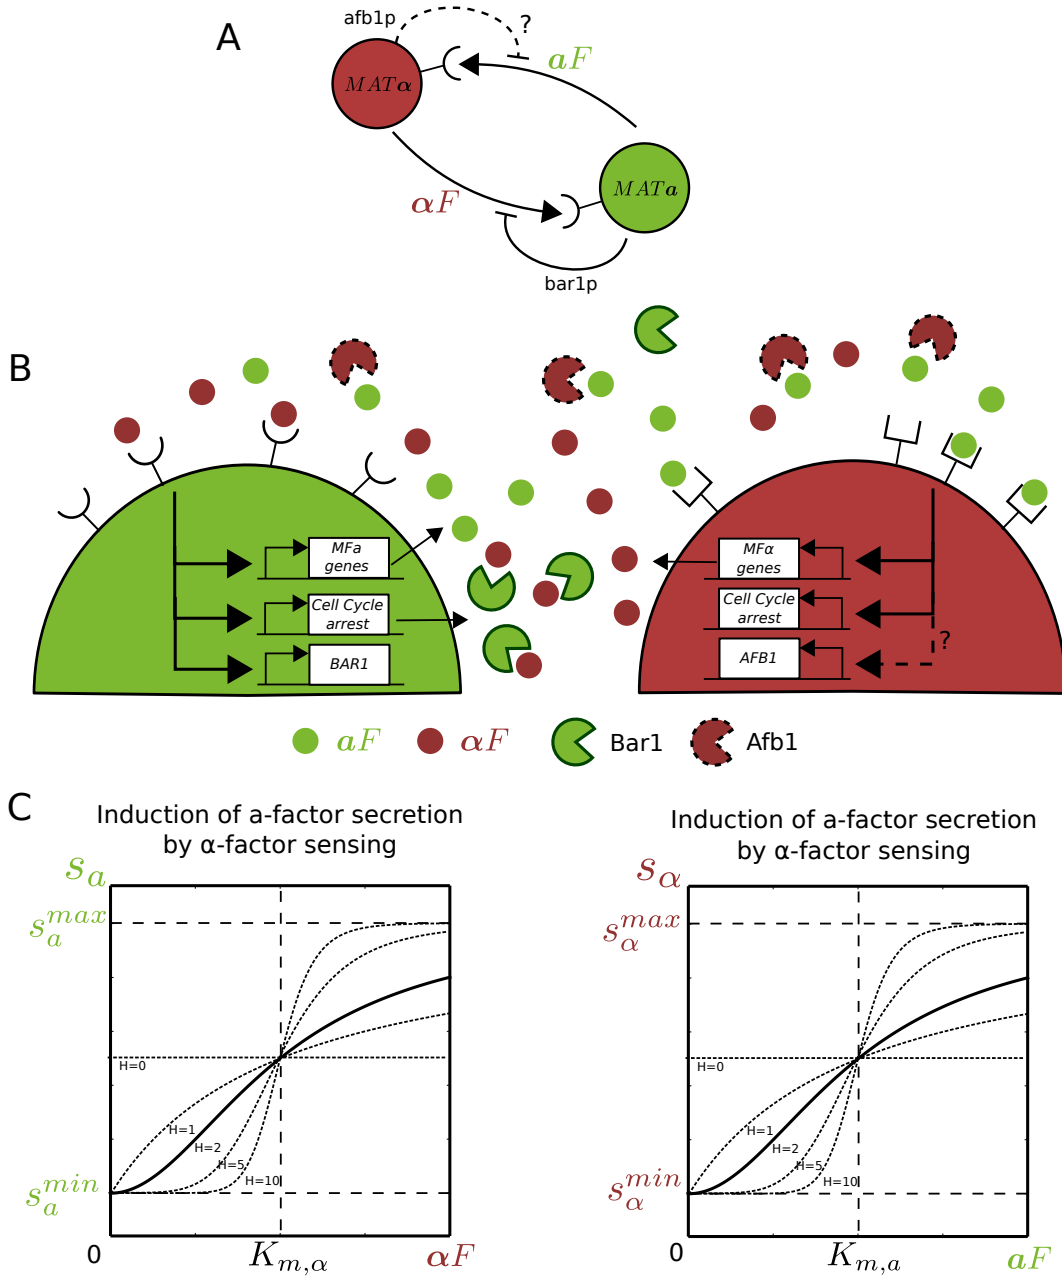 A
afb1p
?
aF
MATα
MATa
αF
bar1p
B
MFa
genes
Cell Cycle
arrest
BAR1
MFα
genes
Cell Cycle
arrest
AFB1
?
aF
αF
Bar1
Afb1
C
Induction of a-factor secretion
by α-factor sensing
s_a
s_a^{max}
H=0
H=1
H=2
H=5
H=10
s_a^{min}
0
K_{m,α}
αF
Induction of a-factor secretion
by α-factor sensing
s_α
s_α^{max}
H=0
H=1
H=2
H=5
H=10
s_α^{min}
0
K_{m,a}
aF